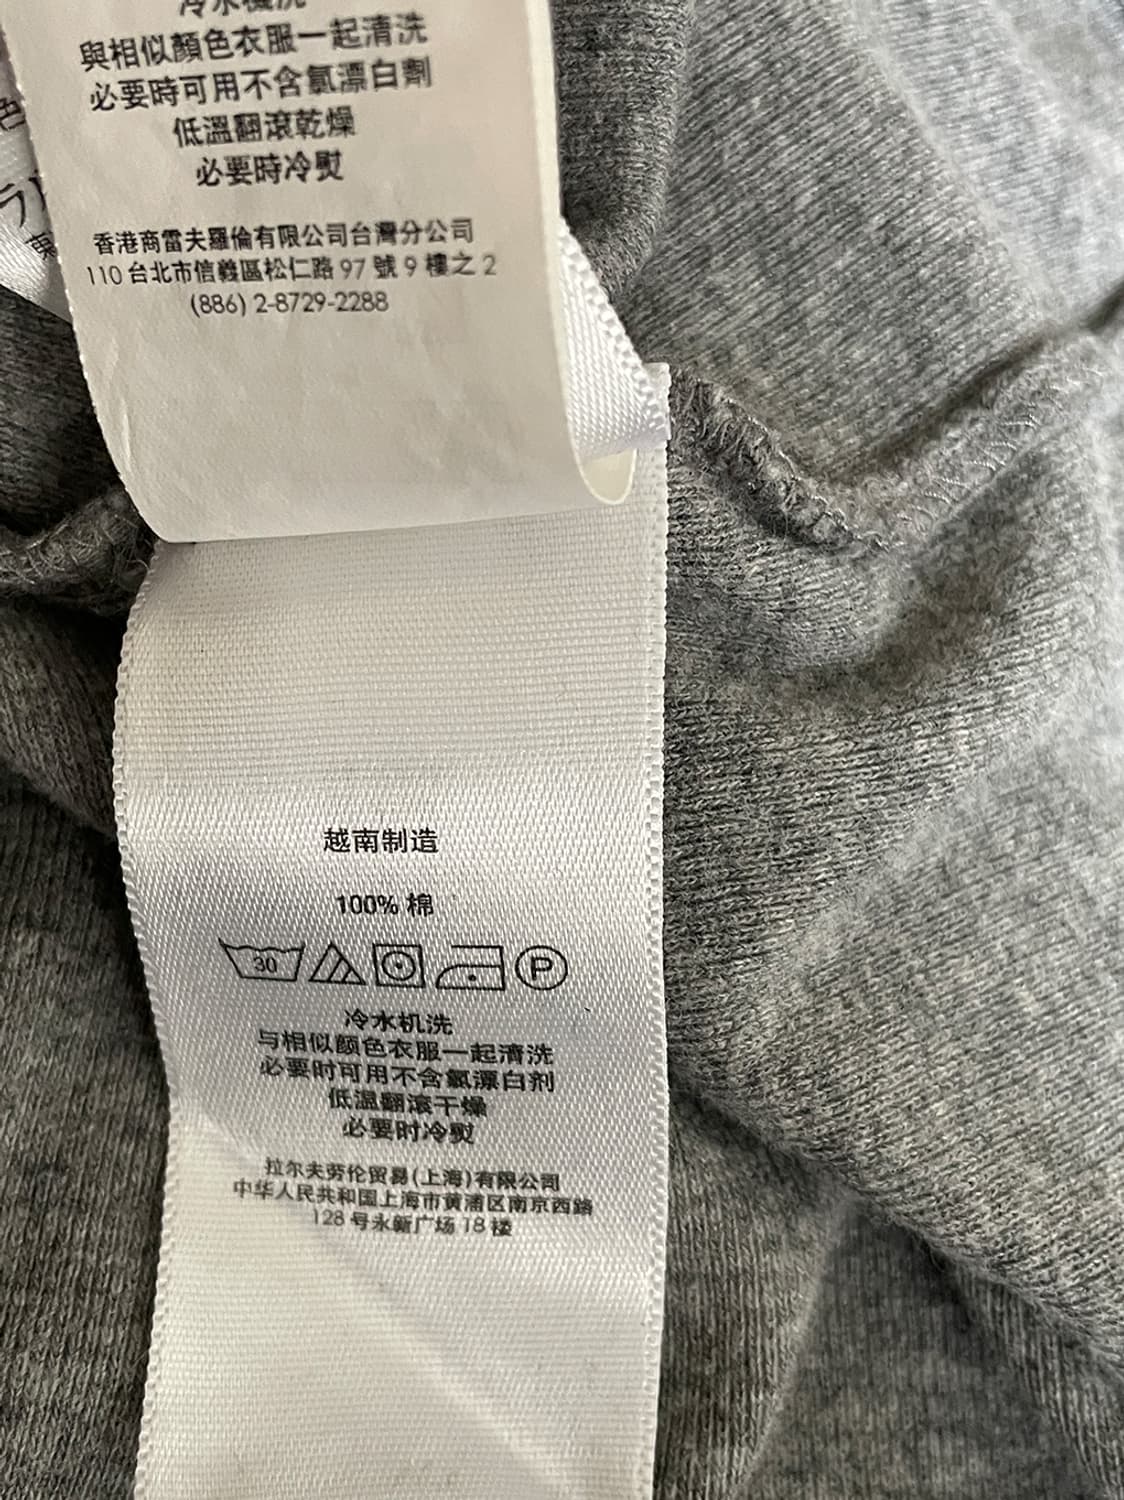 冷水機洗
與相似顏色衣服一起清洗
必要時可用不含氯漂白劑
低溫翻滾乾燥
必要時冷熨
香港商雷夫羅倫有限公司台灣分公司
110 台北市信義區松仁路 97 號 9 樓之 2
(886) 2-8729-2288
越南制造
100% 棉
30
P
冷水机洗
与相似颜色衣服一起清洗
必要时可用不含氯漂白剂
低温翻滚干燥
必要时冷熨
拉尔夫劳伦贸易(上海)有限公司
中华人民共和国上海市黄浦区南京西路
128 号永新广场 18 楼